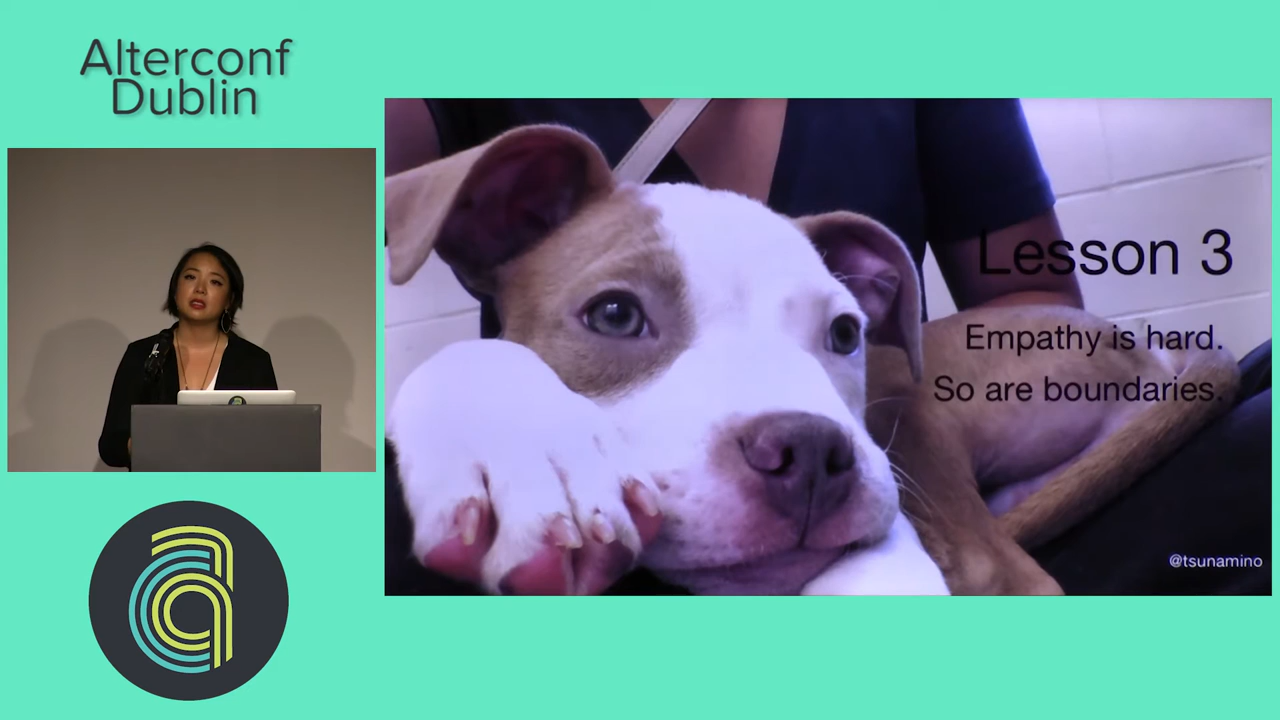 Alterconf
Dublin
Lesson 3
Empathy is hard.
So are boundaries.
@tsunamino